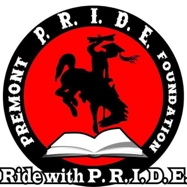 PREMONT P.R.I.D.E. FOUNDATION
Ride with P.R.I.D.E.